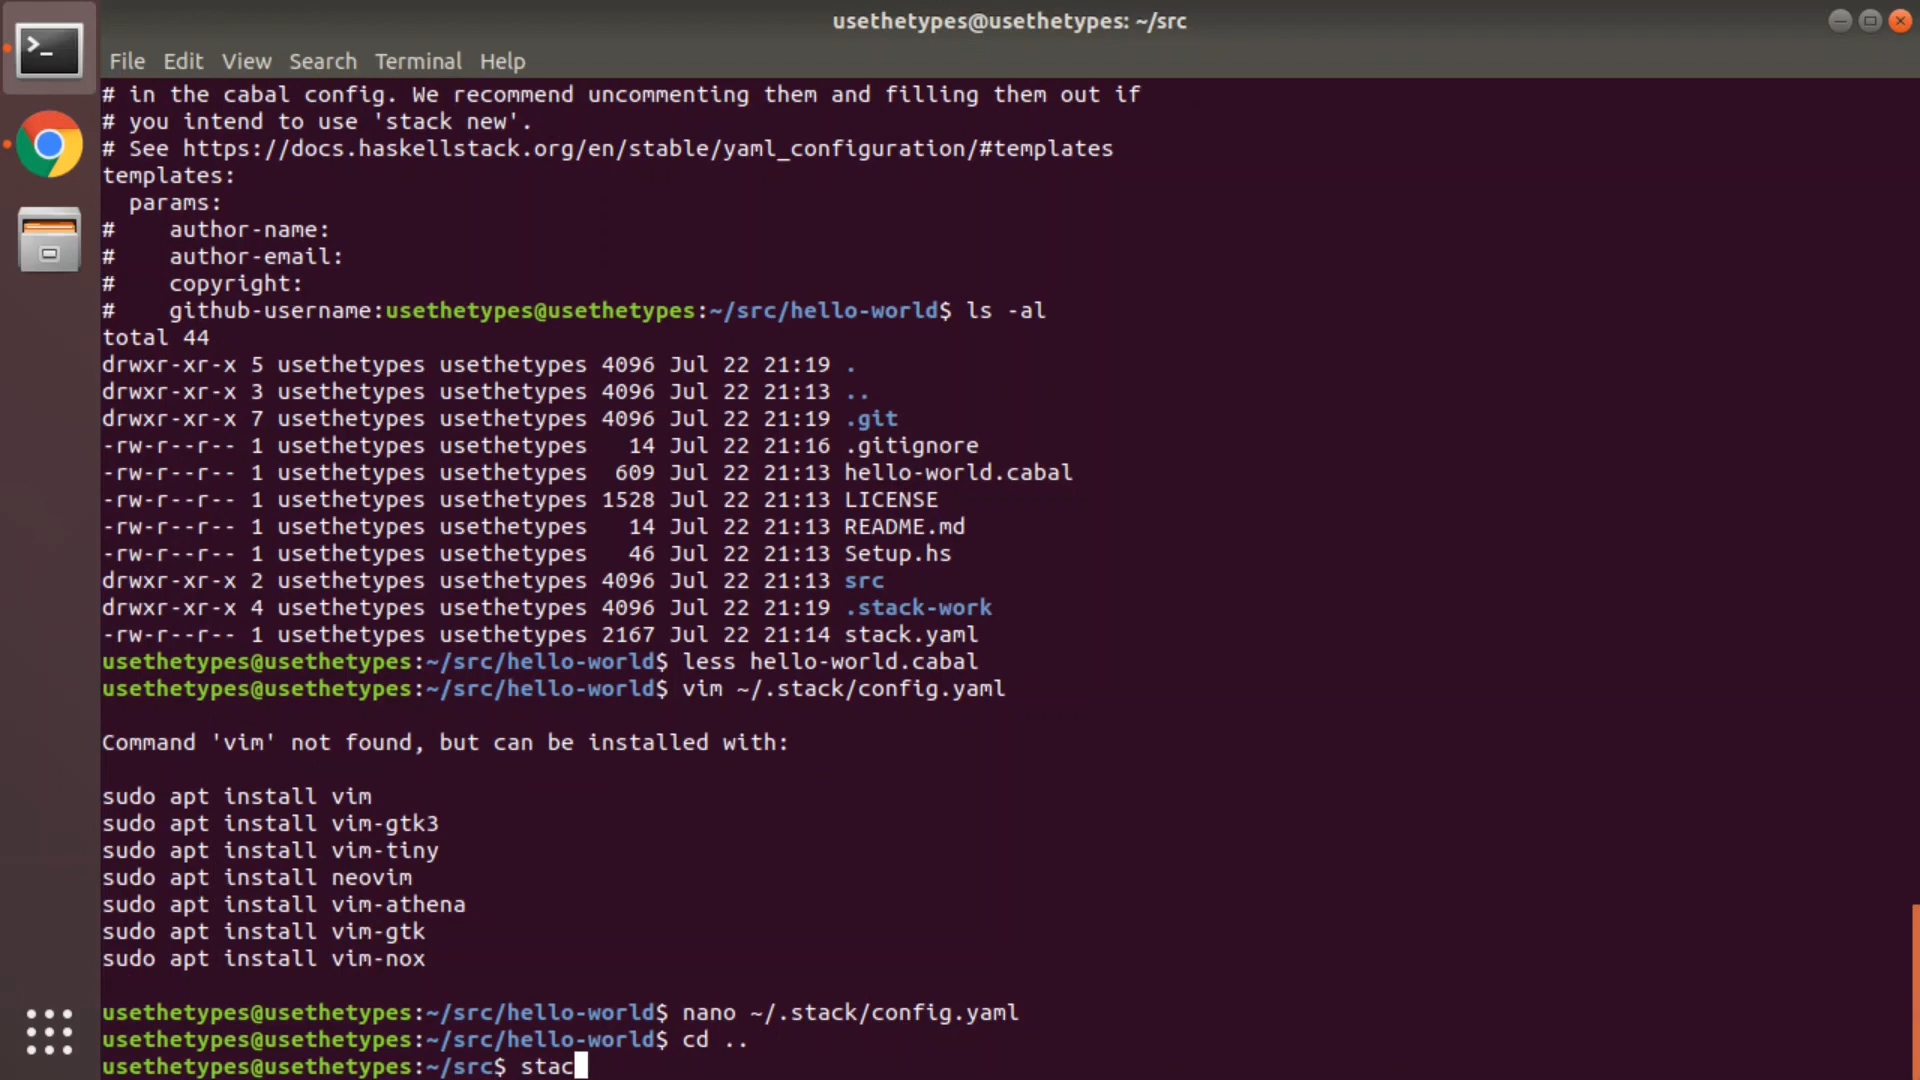 usethetypes@usethetypes: ~/src
File Edit View Search Terminal Help
# in the cabal config. We recommend uncommenting them and filling them out if
# you intend to use 'stack new'.
# See https://docs.haskellstack.org/en/stable/yaml_configuration/#templates
templates:
  params:
#    author-name:
#    author-email:
#    copyright:
#    github-username:usethetypes@usethetypes:~/src/hello-world$ ls -al
total 44
drwxr-xr-x 5 usethetypes usethetypes 4096 Jul 22 21:19 .
drwxr-xr-x 3 usethetypes usethetypes 4096 Jul 22 21:13 ..
drwxr-xr-x 7 usethetypes usethetypes 4096 Jul 22 21:19 .git
-rw-r--r-- 1 usethetypes usethetypes   14 Jul 22 21:16 .gitignore
-rw-r--r-- 1 usethetypes usethetypes  609 Jul 22 21:13 hello-world.cabal
-rw-r--r-- 1 usethetypes usethetypes 1528 Jul 22 21:13 LICENSE
-rw-r--r-- 1 usethetypes usethetypes   14 Jul 22 21:13 README.md
-rw-r--r-- 1 usethetypes usethetypes   46 Jul 22 21:13 Setup.hs
drwxr-xr-x 2 usethetypes usethetypes 4096 Jul 22 21:13 src
drwxr-xr-x 4 usethetypes usethetypes 4096 Jul 22 21:19 .stack-work
-rw-r--r-- 1 usethetypes usethetypes 2167 Jul 22 21:14 stack.yaml
usethetypes@usethetypes:~/src/hello-world$ less hello-world.cabal
usethetypes@usethetypes:~/src/hello-world$ vim ~/.stack/config.yaml
Command 'vim' not found, but can be installed with:
sudo apt install vim
sudo apt install vim-gtk3
sudo apt install vim-tiny
sudo apt install neovim
sudo apt install vim-athena
sudo apt install vim-gtk
sudo apt install vim-nox
usethetypes@usethetypes:~/src/hello-world$ nano ~/.stack/config.yaml
usethetypes@usethetypes:~/src/hello-world$ cd ..
usethetypes@usethetypes:~/src$ stac